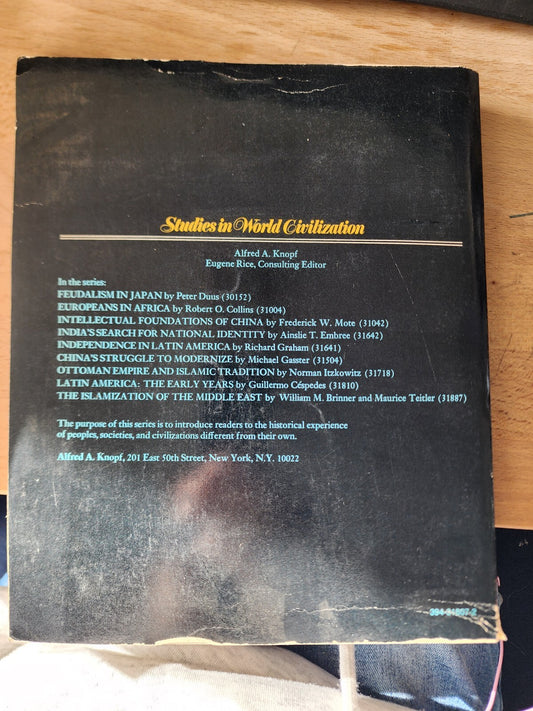 Studies in World Civilization
Alfred A. Knopf
Eugene Rice, Consulting Editor
In the series:
FEUDALISM IN JAPAN by Peter Duus (30152)
EUROPEANS IN AFRICA by Robert O. Collins (31004)
INTELLECTUAL FOUNDATIONS OF CHINA by Frederick W. Mote (31042)
INDIA'S SEARCH FOR NATIONAL IDENTITY by Ainslie T. Embree (31642)
INDEPENDENCE IN LATIN AMERICA by Richard Graham (31641)
CHINA'S STRUGGLE TO MODERNIZE by Michael Gasster (31504)
OTTOMAN EMPIRE AND ISLAMIC TRADITION by Norman Itzkowitz (31718)
LATIN AMERICA: THE EARLY YEARS by Guillermo Céspedes (31810)
THE ISLAMIZATION OF THE MIDDLE EAST by William M. Brinner and Maurice Teitler (31887)
The purpose of this series is to introduce readers to the historical experience
of peoples, societies, and civilizations different from their own.
Alfred A. Knopf, 201 East 50th Street, New York, N.Y. 10022